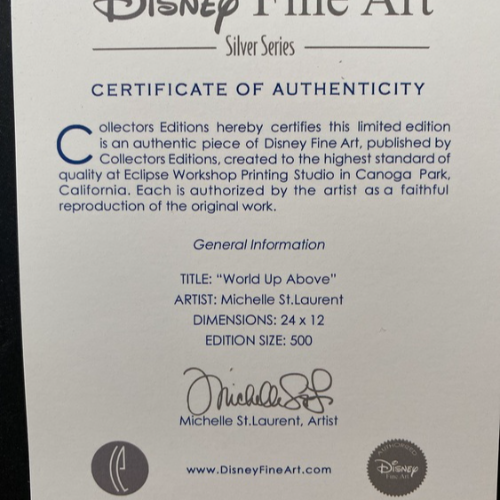 Disney Fine Art
Silver Series
CERTIFICATE OF AUTHENTICITY
Collectors Editions hereby certifies this limited edition
is an authentic piece of Disney Fine Art, published by
Collectors Editions, created to the highest standard of
quality at Eclipse Workshop Printing Studio in Canoga Park,
California. Each is authorized by the artist as a faithful
reproduction of the original work.
General Information
TITLE: “World Up Above”
ARTIST: Michelle St.Laurent
DIMENSIONS: 24 x 12
EDITION SIZE: 500
Michelle St.Laurent, Artist
www.DisneyFineArt.com
AUTHORIZED
Disney
Fine Art